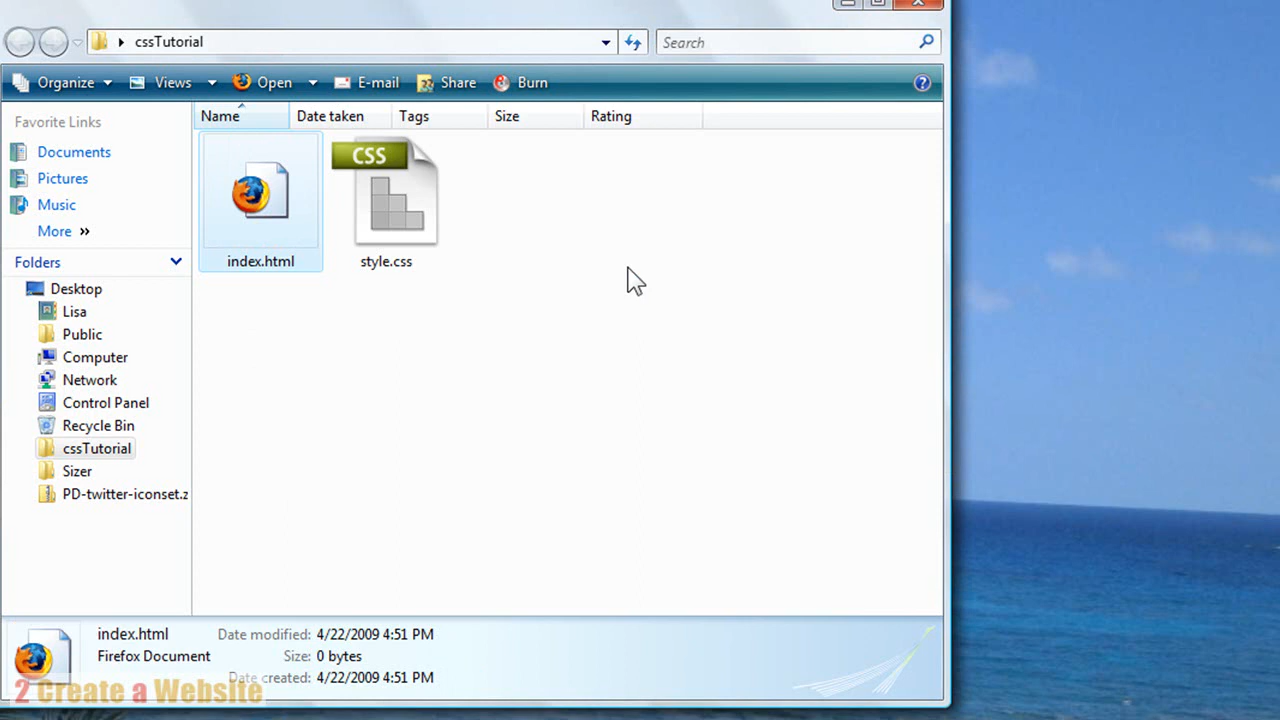 cssTutorial
Search
Organize Views Open E-mail Share Burn ?
Favorite Links
Documents
Pictures
Music
More »
Folders
Desktop
Lisa
Public
Computer
Network
Control Panel
Recycle Bin
cssTutorial
Sizer
PD-twitter-iconset.z
Name Date taken Tags Size Rating
CSS
index.html style.css
index.html Date modified: 4/22/2009 4:51 PM
Firefox Document Size: 0 bytes
Date created: 4/22/2009 4:51 PM
2 Create a Website